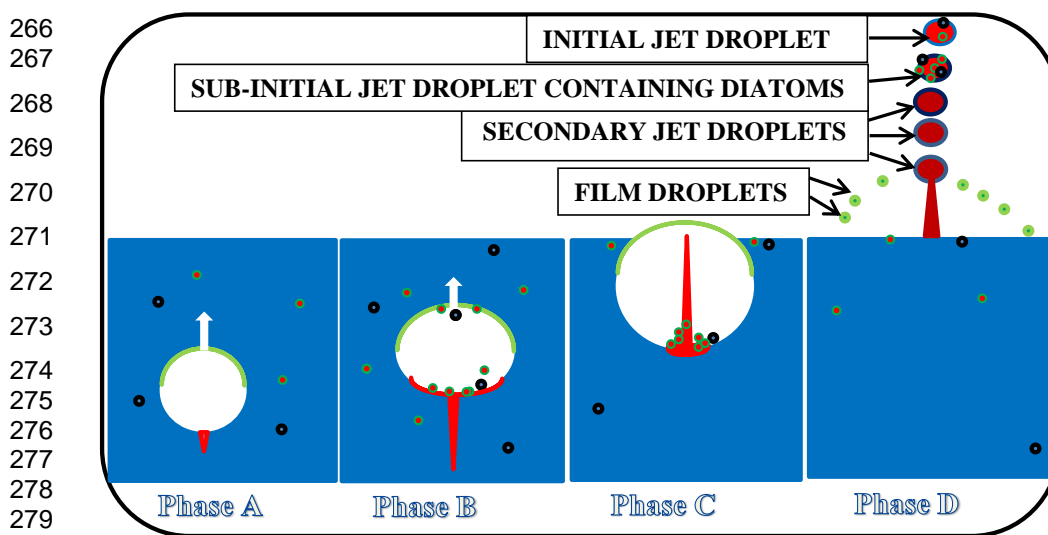 266
INITIAL JET DROPLET
267
SUB-INITIAL JET DROPLET CONTAINING DIATOMS
268
SECONDARY JET DROPLETS
269
270
FILM DROPLETS
271
272
273
274
275
276
277
278
Phase A Phase B Phase C Phase D
279